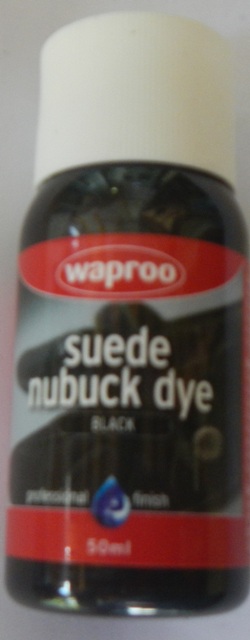 waproo
suede
nubuck dye
BLACK
professional finish
50ml